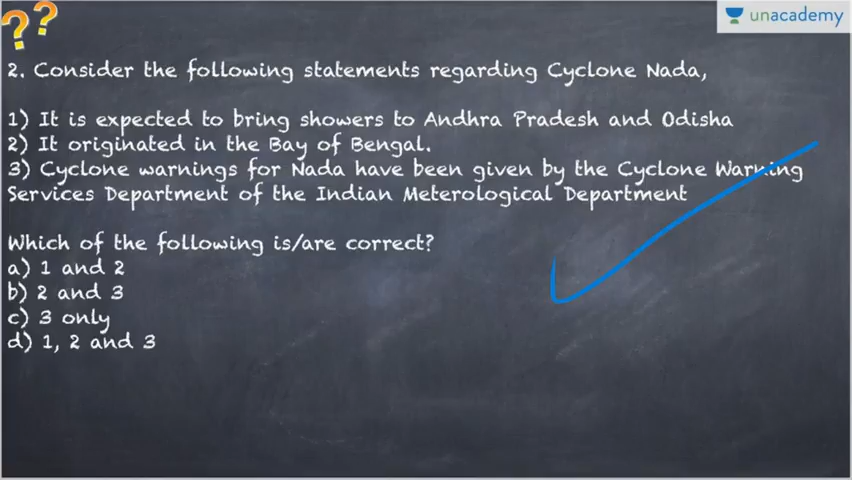 ??
unacademy
2. Consider the following statements regarding Cyclone Nada,
1) It is expected to bring showers to Andhra Pradesh and Odisha
2) It originated in the Bay of Bengal.
3) Cyclone warnings for Nada have been given by the Cyclone Warning
Services Department of the Indian Meterological Department
Which of the following is/are correct?
a) 1 and 2
b) 2 and 3
c) 3 only
d) 1, 2 and 3